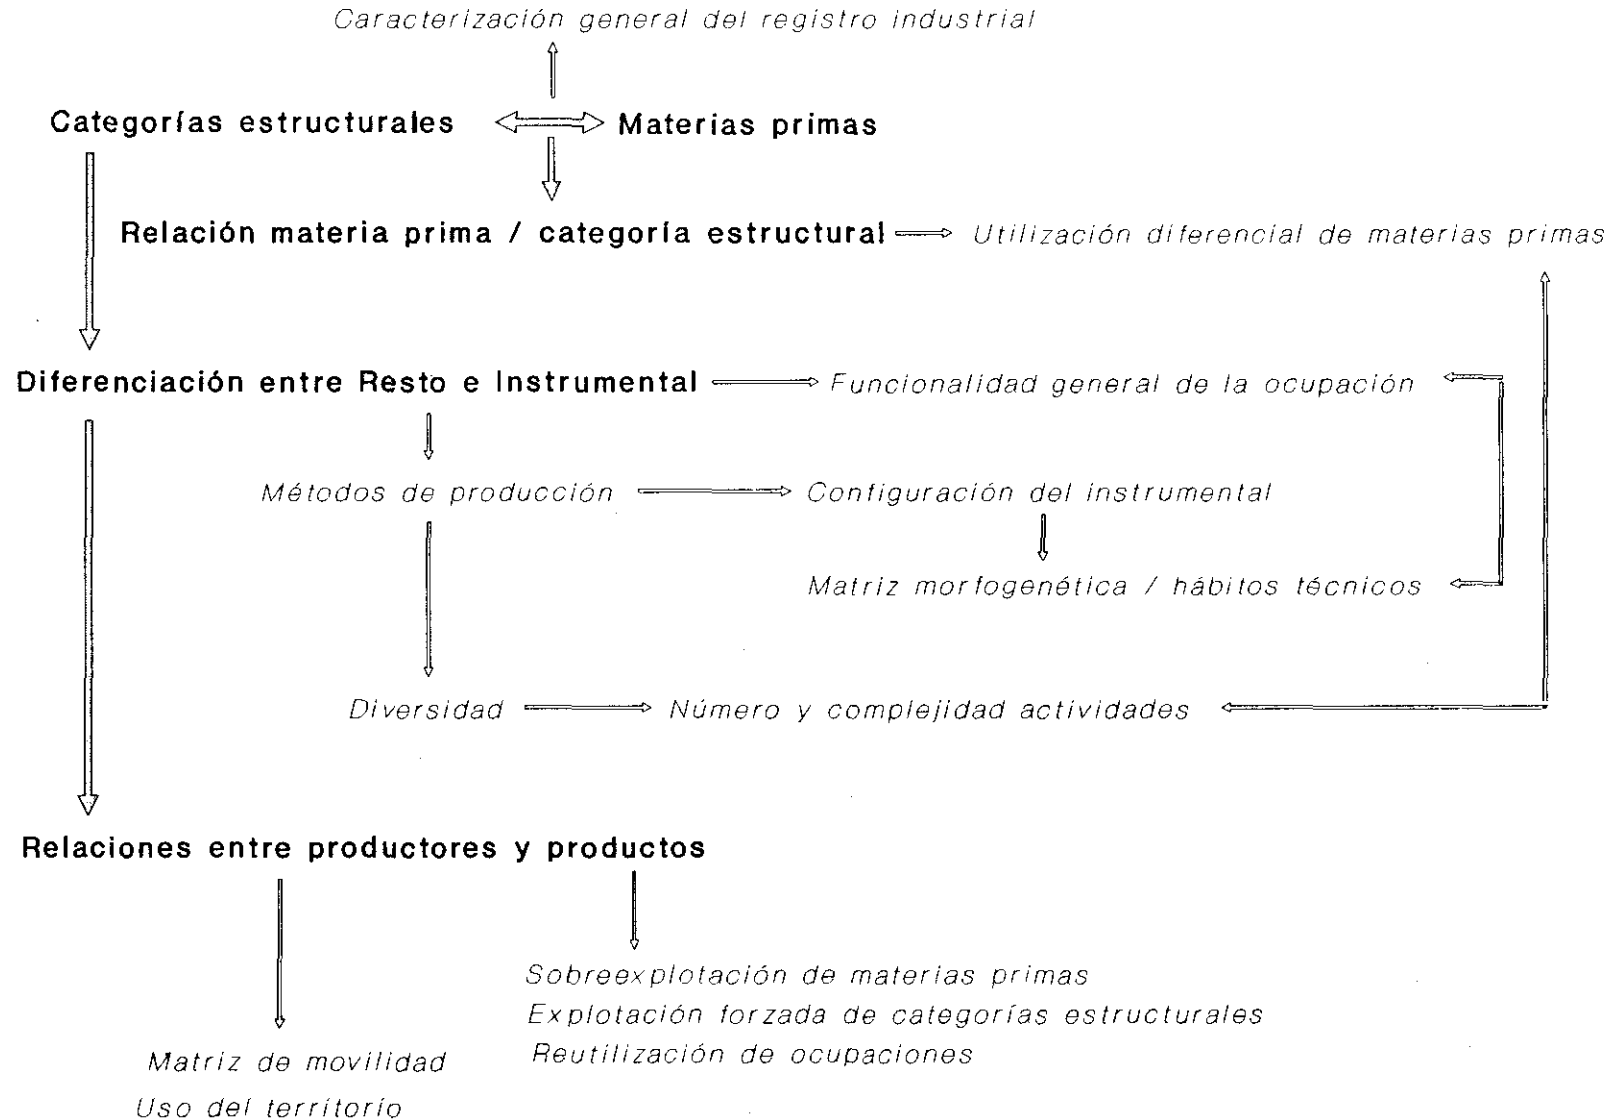 Caracterización general del registro industrial
Categorías estructurales
Materias primas
Relación materia prima / categoría estructural
Utilización diferencial de materias primas
Diferenciación entre Resto e Instrumental
Funcionalidad general de la ocupación
Métodos de producción
Configuración del instrumental
Matriz morfogenética / hábitos técnicos
Diversidad
Número y complejidad actividades
Relaciones entre productores y productos
Sobreexplotación de materias primas
Explotación forzada de categorías estructurales
Reutilización de ocupaciones
Matriz de movilidad
Uso del territorio